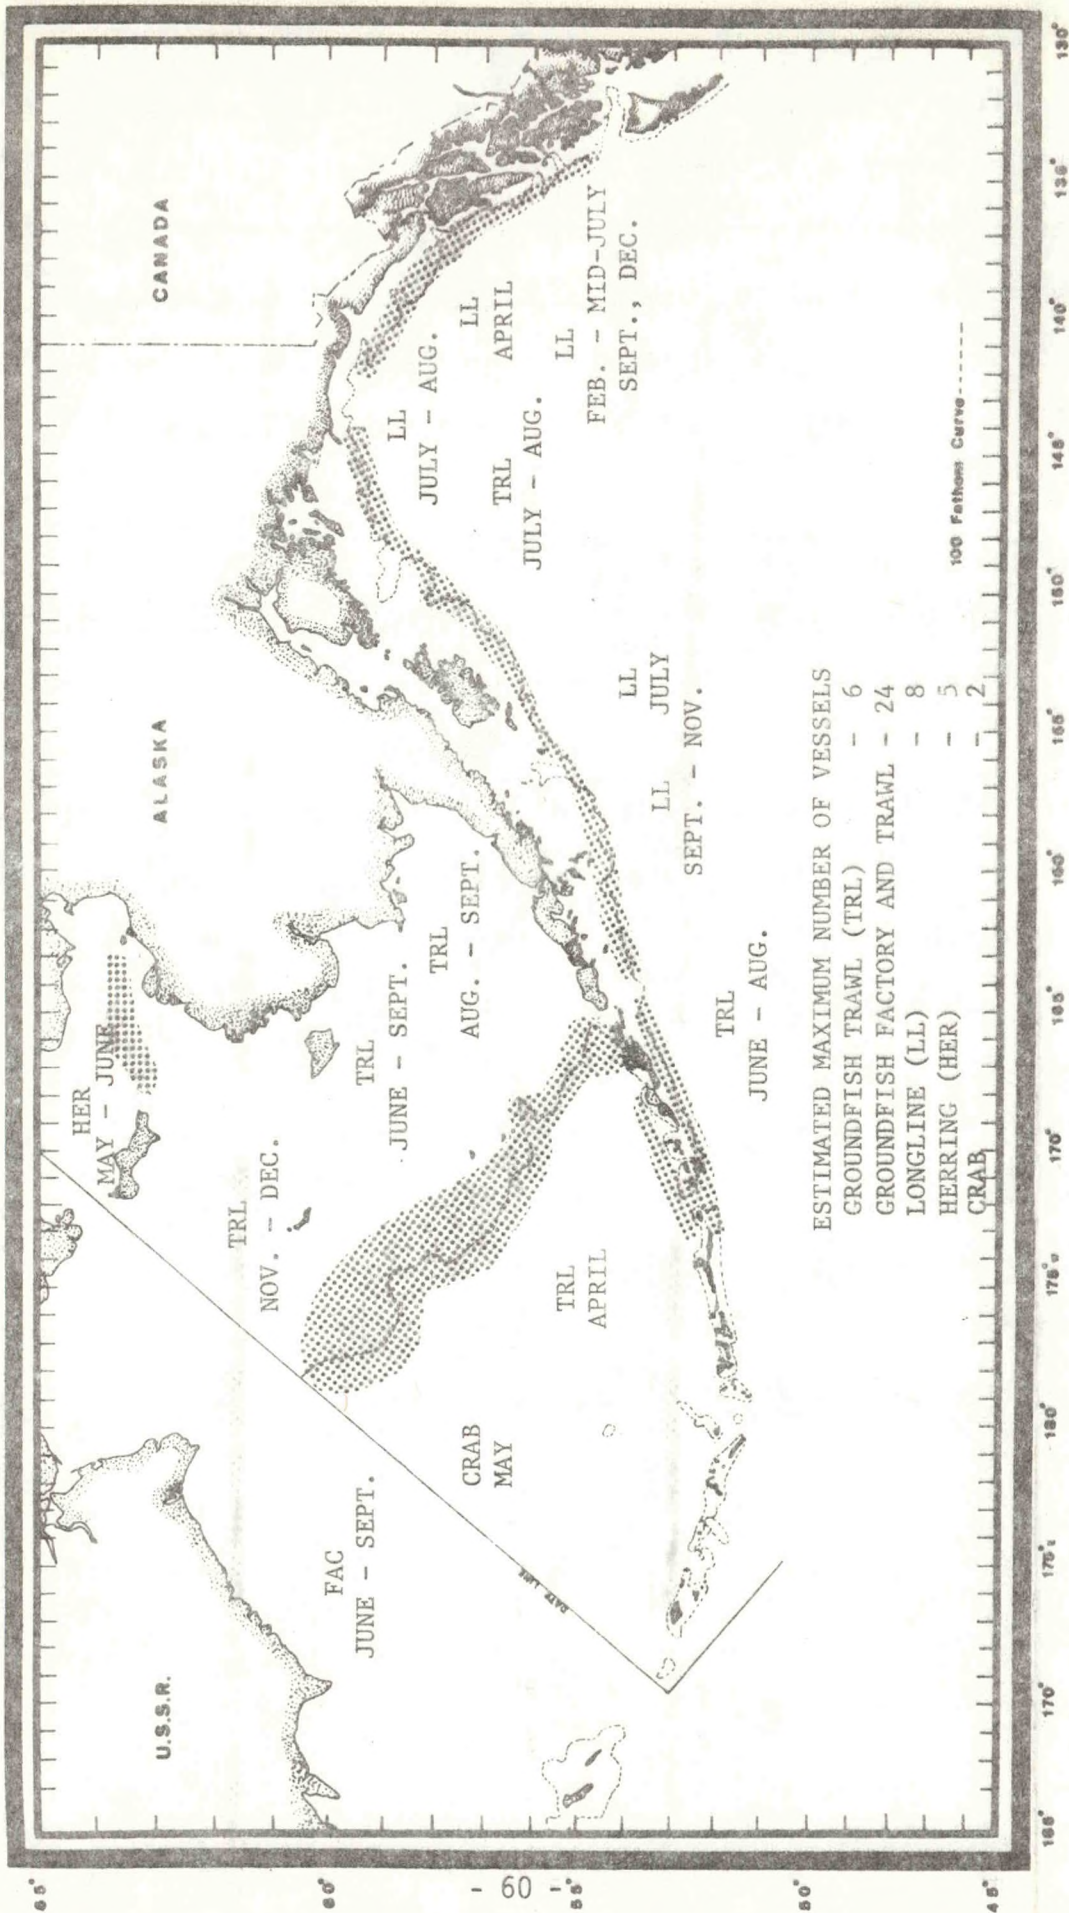 CANADA
ALASKA
U.S.S.R.
HER
MAY - JUNE
TRL
NOV. - DEC.
TRL
JUNE - SEPT.
TRL
AUG. - SEPT.
FAC
JUNE - SEPT.
CRAB
MAY
TRL
APRIL
TRL
JUNE - AUG.
LL
SEPT. - NOV.
LL
JULY
LL
JULY - AUG.
TRL
JULY - AUG.
LL
APRIL
LL
FEB. - MID-JULY
SEPT., DEC.
DATE LINE
100 Fathom Curve------
ESTIMATED MAXIMUM NUMBER OF VESSELS
GROUNDFISH TRAWL (TRL) - 6
GROUNDFISH FACTORY AND TRAWL - 24
LONGLINE (LL) - 8
HERRING (HER) - 5
CRAB - 2
65°
60°
55°
50°
45°
165°
170°
175°
180°
175°
170°
165°
160°
155°
150°
145°
140°
135°
130°
- 60 -